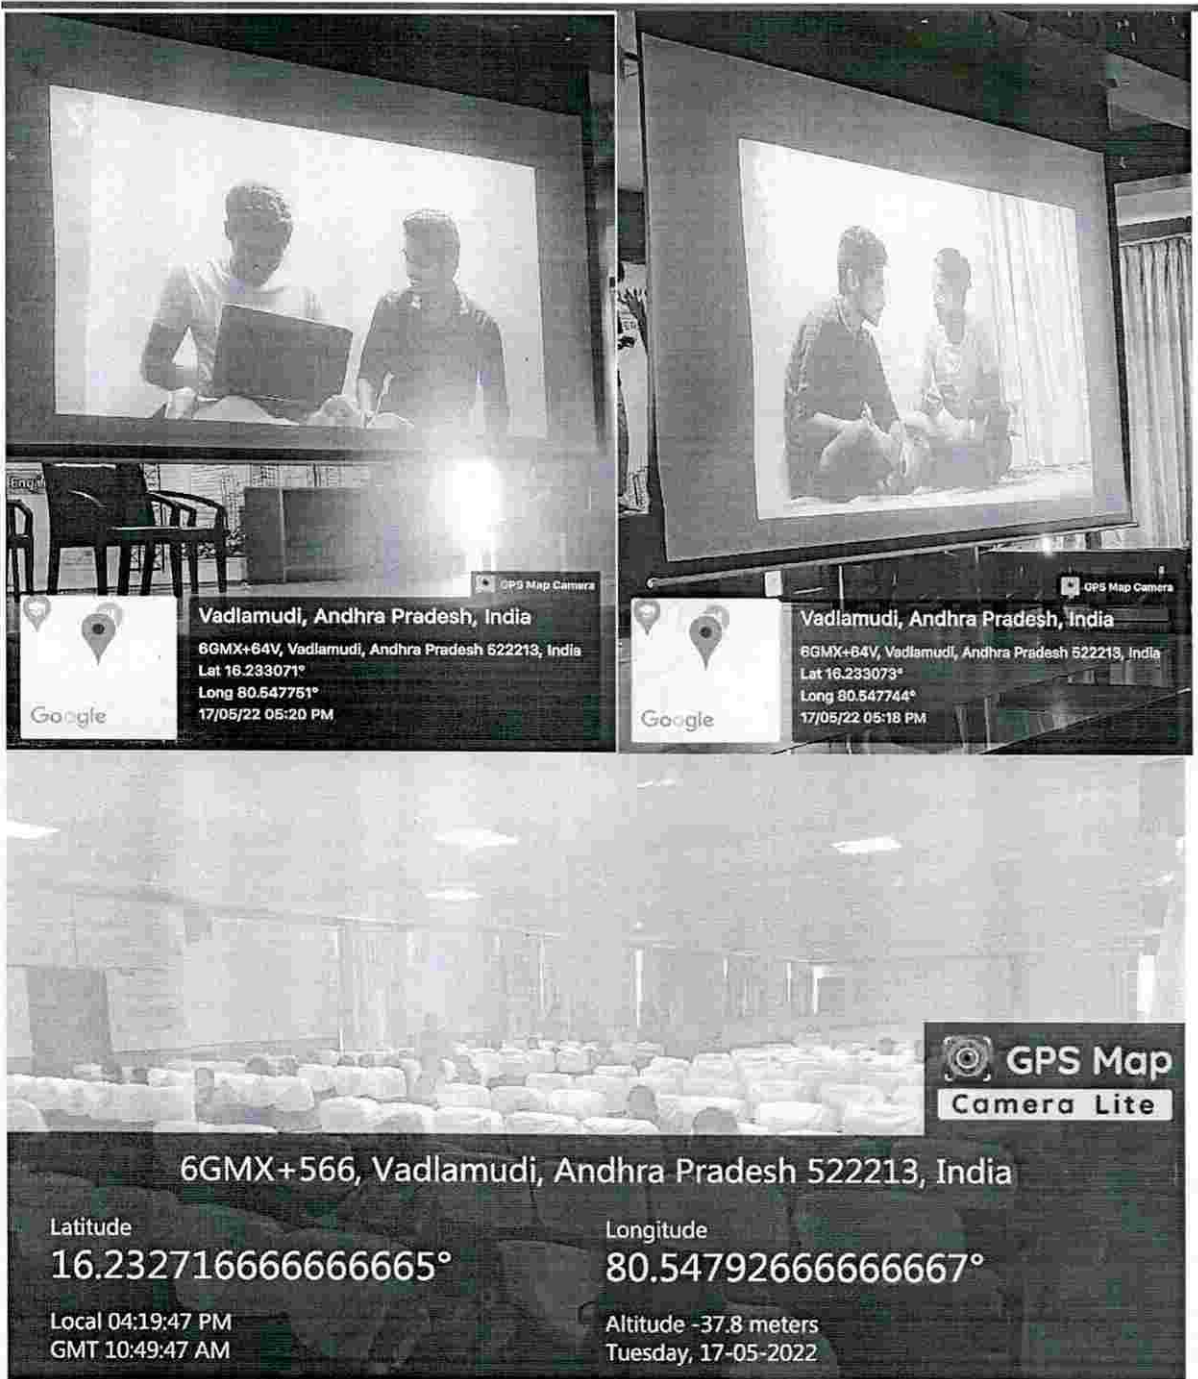 GPS Map Camera
Vadlamudi, Andhra Pradesh, India
6GMX+64V, Vadlamudi, Andhra Pradesh 522213, India
Lat 16.233071°
Long 80.547751°
17/05/22 05:20 PM
Google
GPS Map Camera
Vadlamudi, Andhra Pradesh, India
6GMX+64V, Vadlamudi, Andhra Pradesh 522213, India
Lat 16.233073°
Long 80.547744°
17/05/22 05:18 PM
Google
GPS Map
Camera Lite
6GMX+566, Vadlamudi, Andhra Pradesh 522213, India
Latitude
16.232716666666665°
Longitude
80.54792666666667°
Local 04:19:47 PM
GMT 10:49:47 AM
Altitude -37.8 meters
Tuesday, 17-05-2022